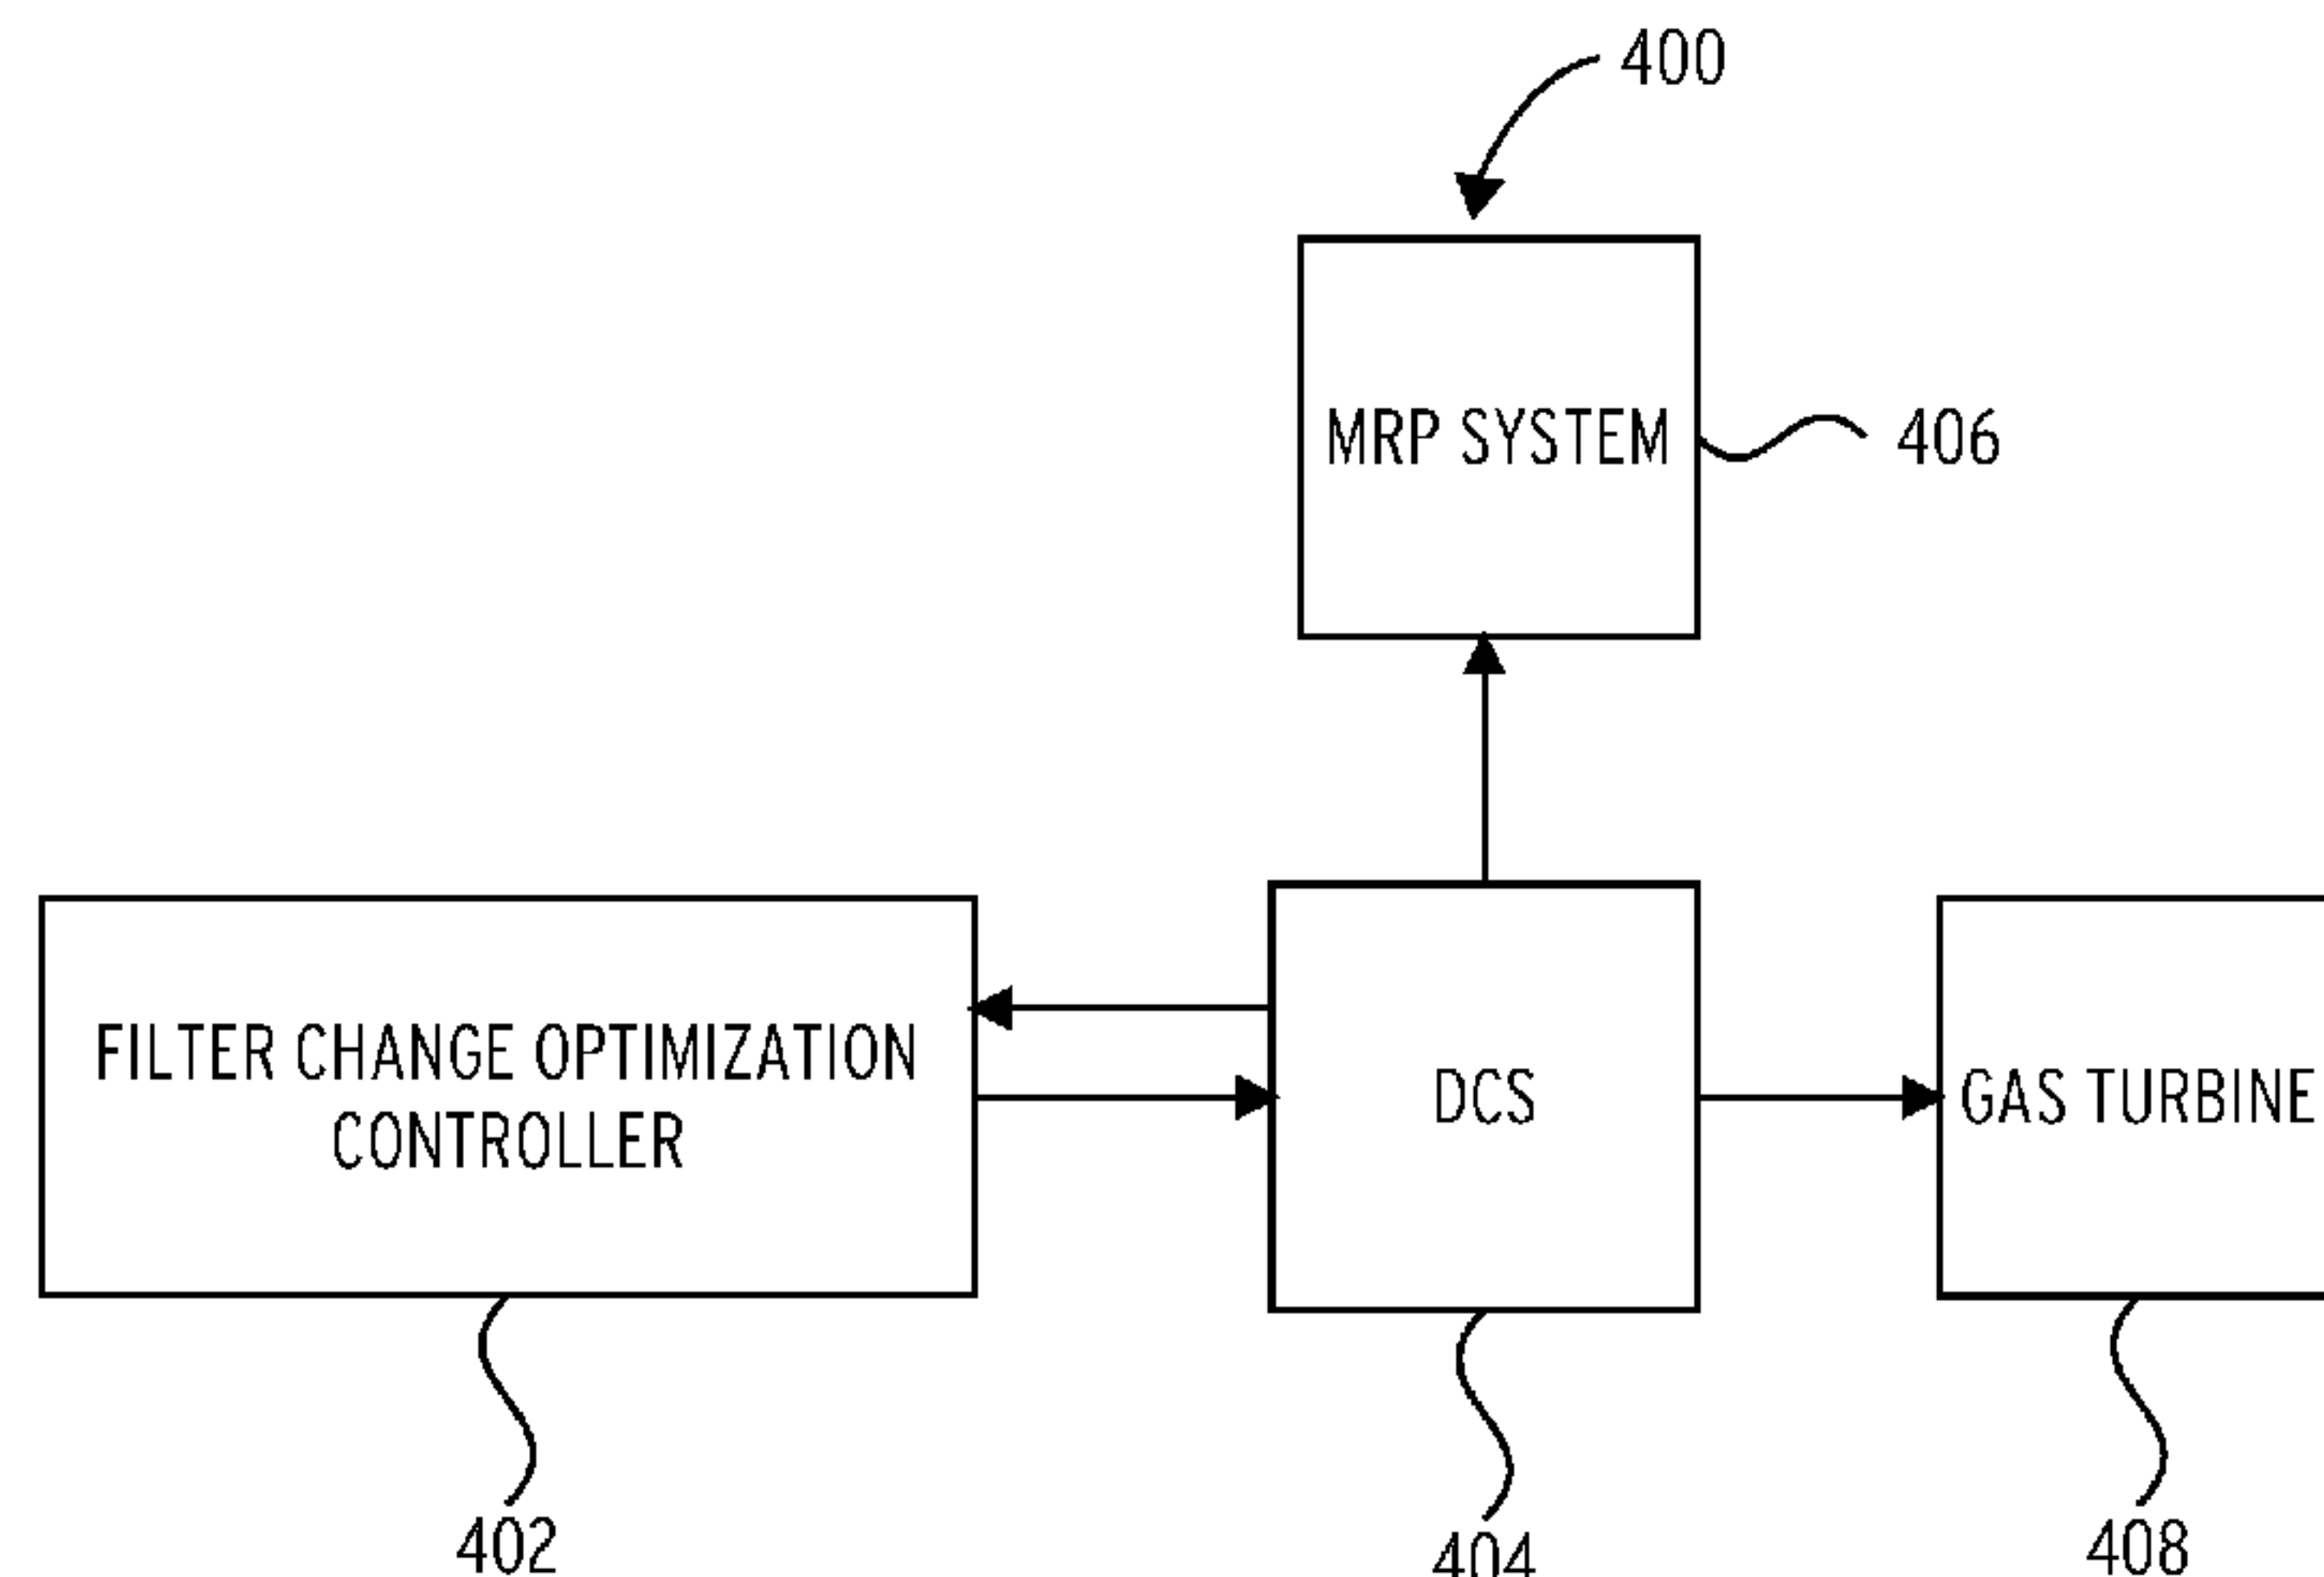 400
MRP SYSTEM
406
FILTER CHANGE OPTIMIZATION
CONTROLLER
DCS
GAS TURBINE
402
404
408